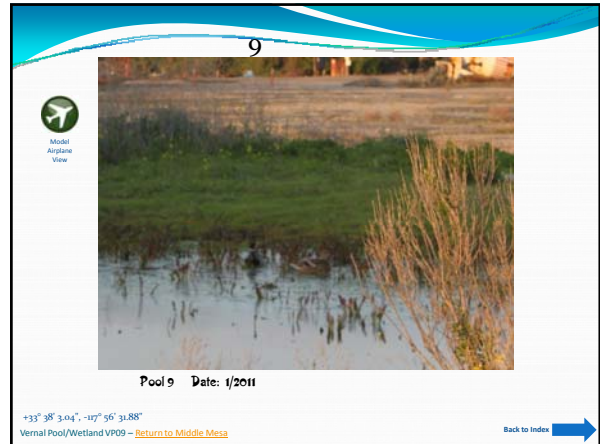 9
Model
Airplane
View
Pool 9 Date: 1/2011
+33° 38' 3.04", -117° 56' 31.88"
Vernal Pool/Wetland VP09 – Return to Middle Mesa
Back to Index